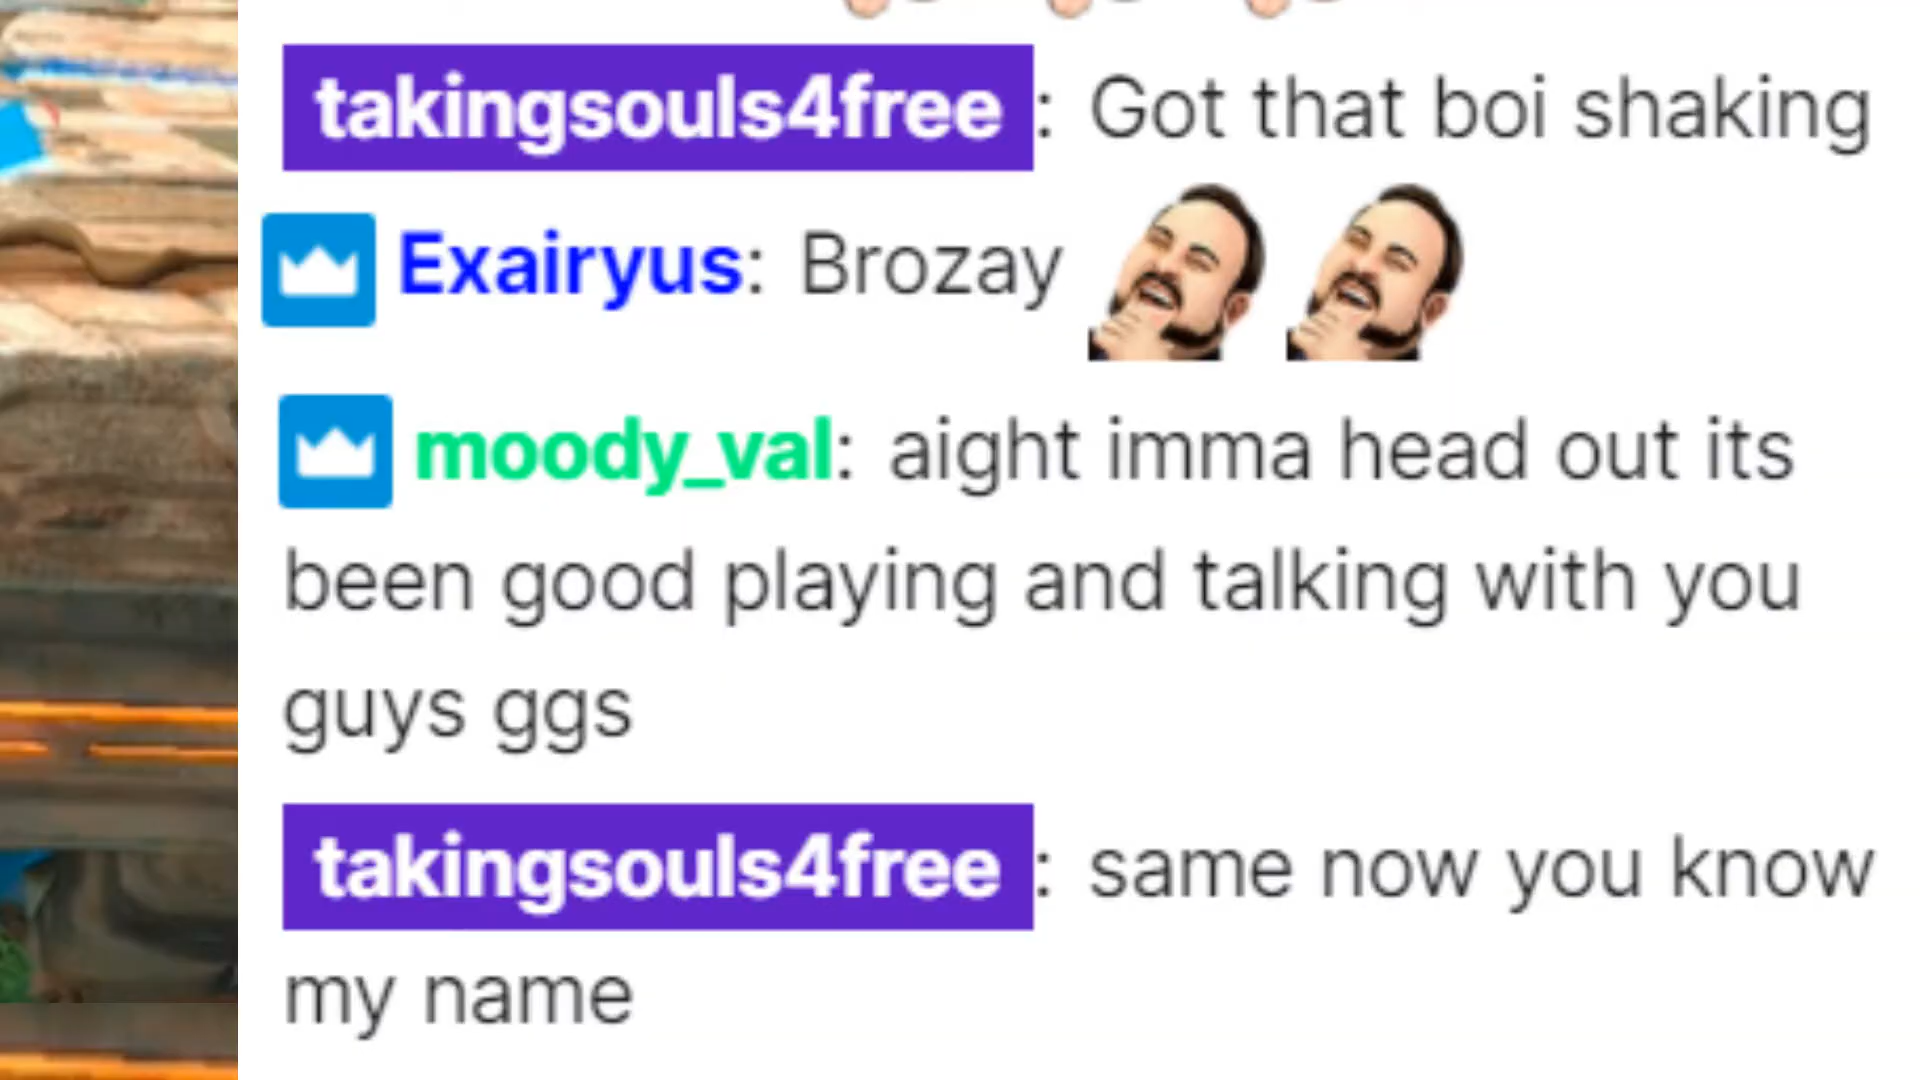 takingsouls4free: Got that boi shaking
Exairyus: Brozay
moody_val: aight imma head out its
been good playing and talking with you
guys ggs
takingsouls4free: same now you know
my name